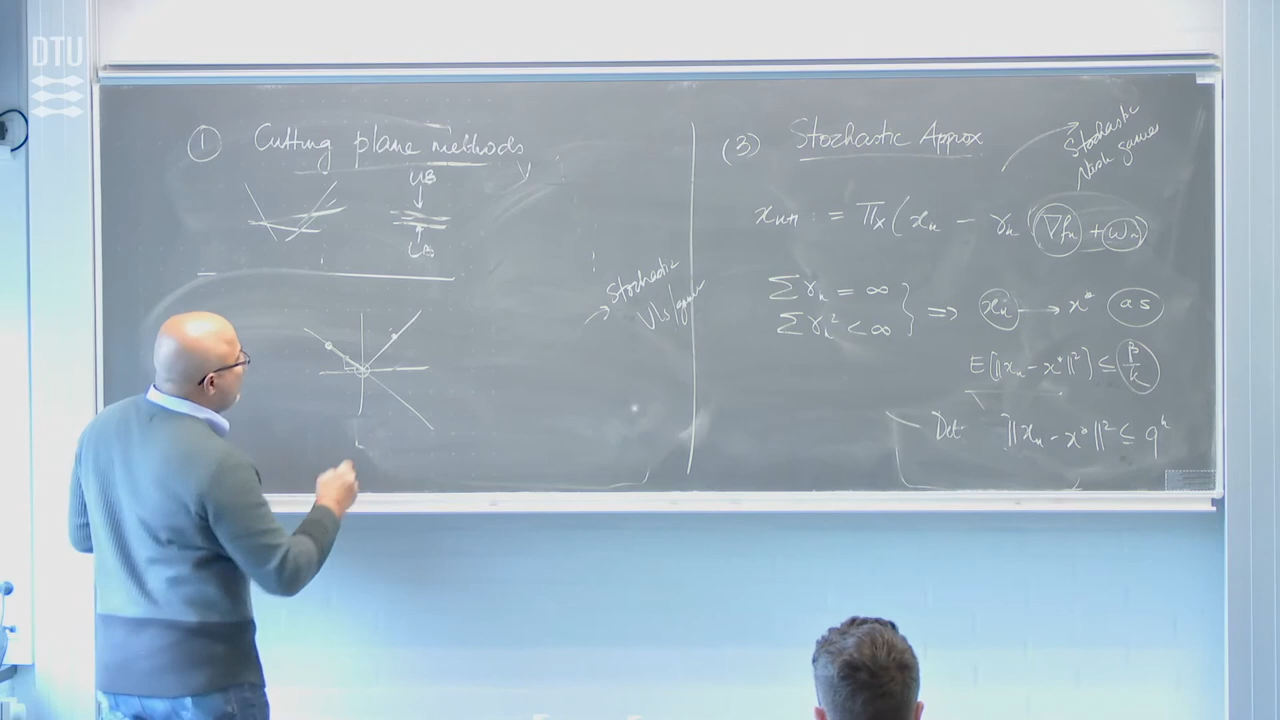 DTU
① Cutting plane methods
UB
LB
Stochastic
VIs/games
(3) Stochastic Approx
Stochastic
Nash games
x_{k+1} := Π_X (x_k − γ_k (∇f_k + ω_k))
∑ γ_k = ∞
∑ γ_k² < ∞ } => x_k → x* a s
E[‖x_k − x*‖²] ≤ β/k
Det: ‖x_k − x*‖² ≤ q^k